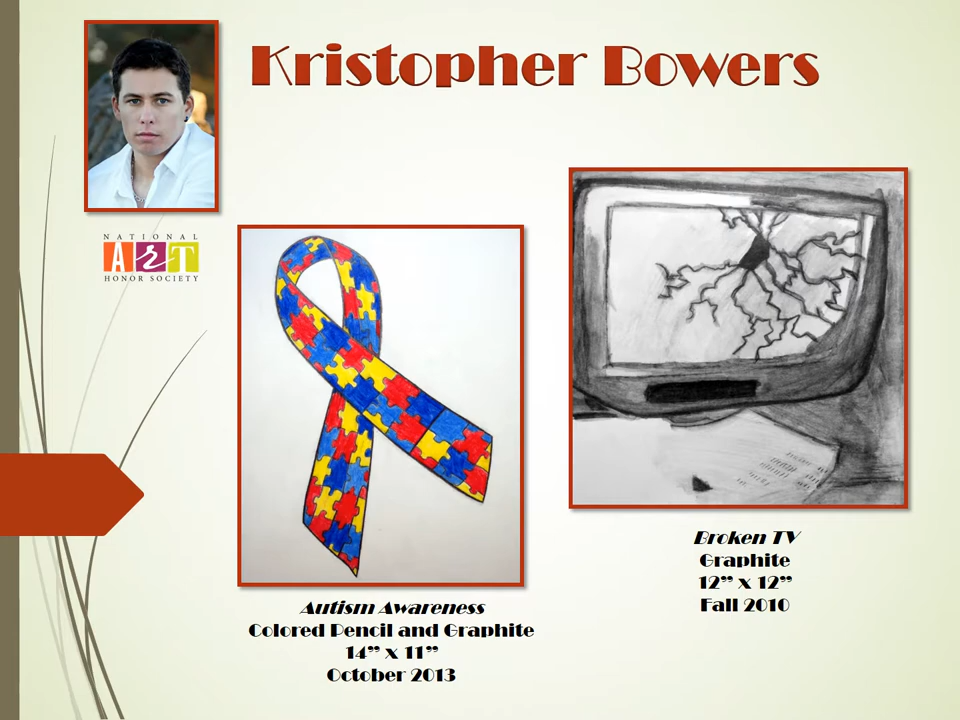 Kristopher Bowers
NATIONAL
ART
HONOR SOCIETY
Broken TV
Graphite
12” x 12”
Fall 2010
Autism Awareness
Colored Pencil and Graphite
14” x 11”
October 2013